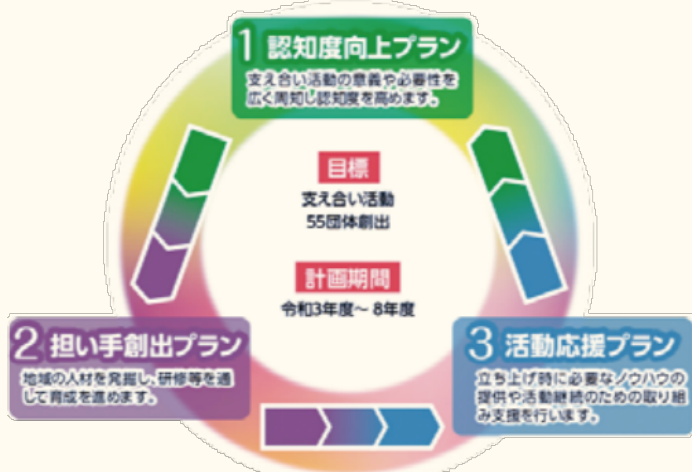 1 認知度向上プラン
支え合い活動の意義や必要性を
広く周知し認知度を高めます。
目標
支え合い活動
55団体創出
計画期間
令和3年度～8年度
2 担い手創出プラン
地域の人材を発掘し、研修等を通
して育成を進めます。
3 活動応援プラン
立ち上げ時に必要なノウハウの
提供や活動継続のための取り組
み支援を行います。